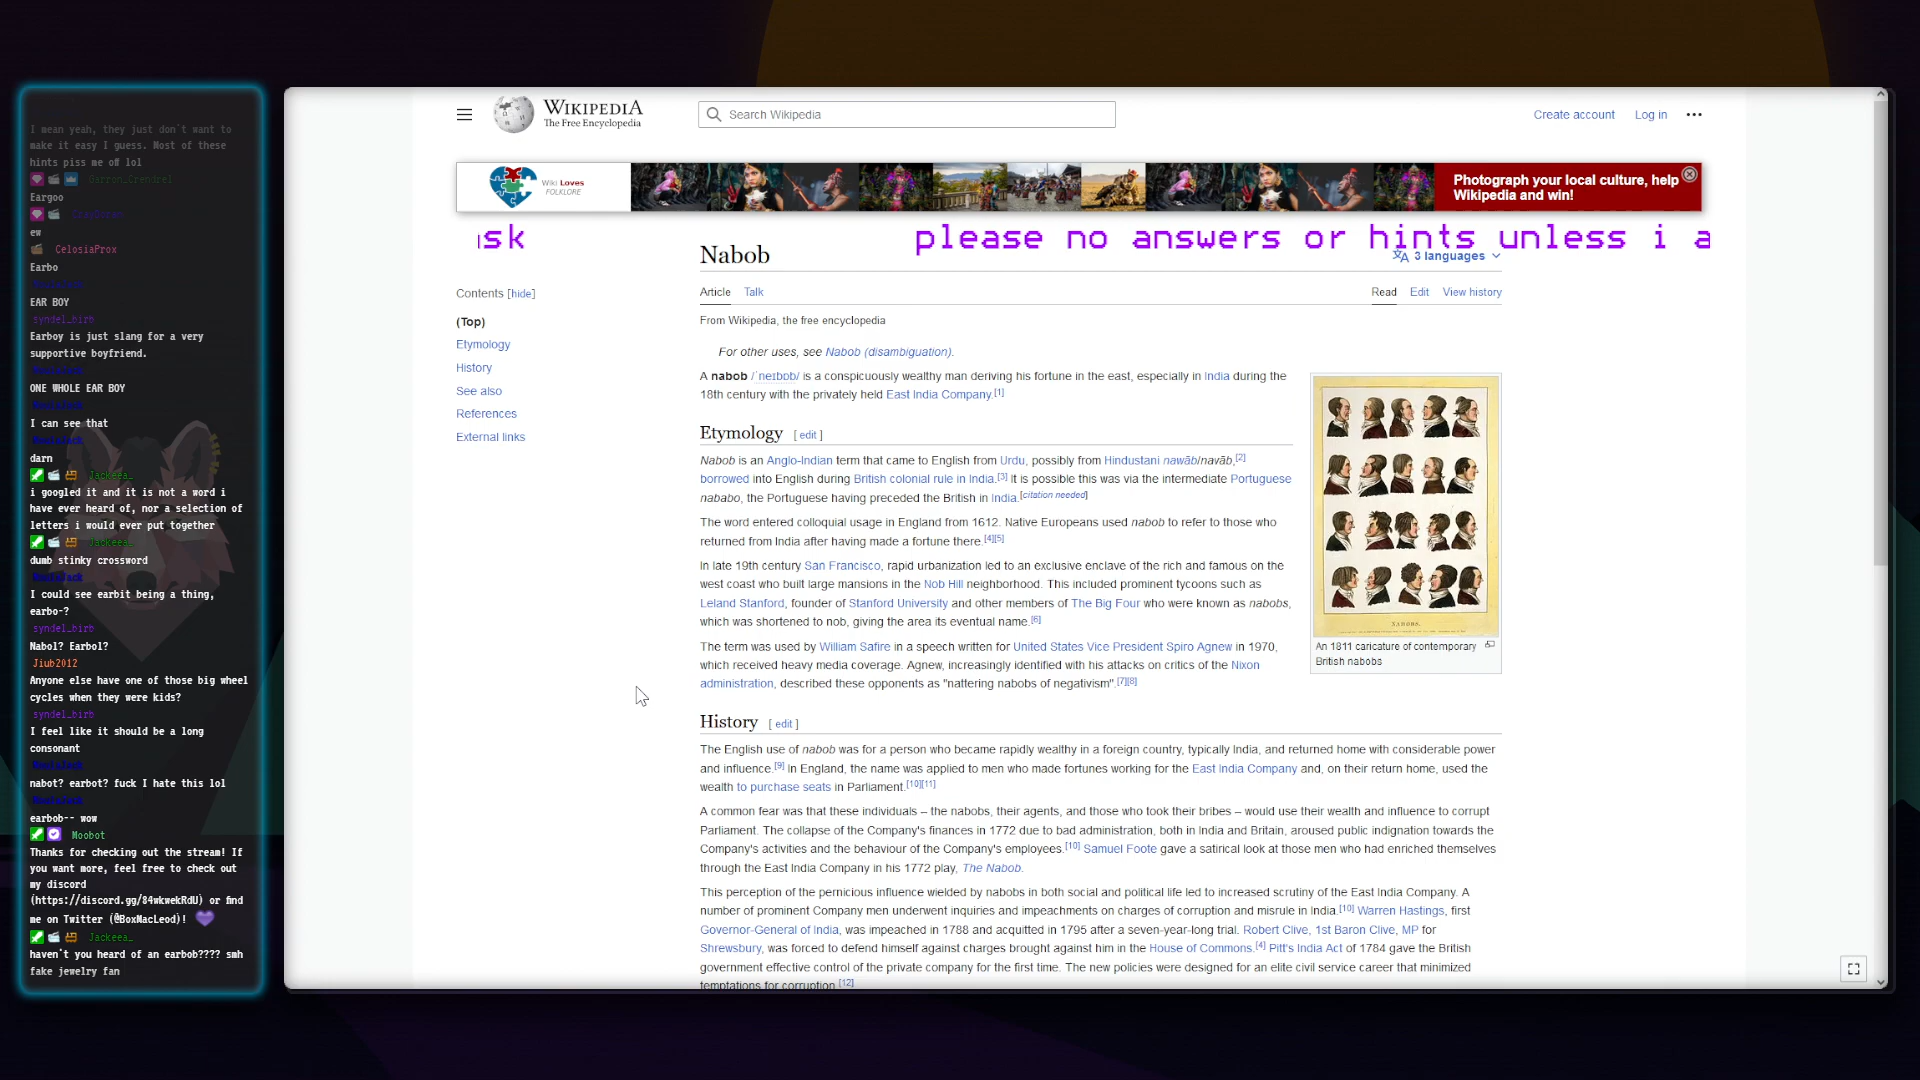 I mean yeah, they just don't want to
make it easy I guess. Most of these
hints piss me off lol
Garron_Crendrel
Eargoo
ChayDoown
ew
CelosiaProx
Earbo
EAR BOY
syndel_birb
Earboy is just slang for a very
supportive boyfriend.
ONE WHOLE EAR BOY
I can see that
darn
Jackeea_
i googled it and it is not a word i
have ever heard of, nor a selection of
letters i would ever put together
Jackeea_
dumb stinky crossword
I could see earbit being a thing,
earbo-?
syndel_birb
Nabol? Earbol?
Jiub2012
Anyone else have one of those big wheel
cycles when they were kids?
syndel_birb
I feel like it should be a long
consonant
nabot? earbot? fuck I hate this lol
earbob-- wow
Moobot
Thanks for checking out the stream! If
you want more, feel free to check out
my discord
(https://discord.gg/84wkwekRdU) or find
me on Twitter (@BoxMacLeod)!
Jackeea_
haven't you heard of an earbob???? smh
fake jewelry fan
WIKIPEDIA
The Free Encyclopedia
Search Wikipedia
Create account
Log in
Wiki Loves
FOLKLORE
Photograph your local culture, help
Wikipedia and win!
sk
please no answers or hints unless i a
Nabob
3 languages
Contents [hide]
(Top)
Etymology
History
See also
References
External links
Article Talk
Read Edit View history
From Wikipedia, the free encyclopedia
For other uses, see Nabob (disambiguation).
A nabob /ˈneɪbɒb/ is a conspicuously wealthy man deriving his fortune in the east, especially in India during the
18th century with the privately held East India Company.[1]
Etymology [ edit ]
Nabob is an Anglo-Indian term that came to English from Urdu, possibly from Hindustani nawāb/navāb,[2]
borrowed into English during British colonial rule in India.[3] It is possible this was via the intermediate Portuguese
nababo, the Portuguese having preceded the British in India.[citation needed]
The word entered colloquial usage in England from 1612. Native Europeans used nabob to refer to those who
returned from India after having made a fortune there.[4][5]
In late 19th century San Francisco, rapid urbanization led to an exclusive enclave of the rich and famous on the
west coast who built large mansions in the Nob Hill neighborhood. This included prominent tycoons such as
Leland Stanford, founder of Stanford University and other members of The Big Four who were known as nabobs,
which was shortened to nob, giving the area its eventual name.[6]
The term was used by William Safire in a speech written for United States Vice President Spiro Agnew in 1970,
which received heavy media coverage. Agnew, increasingly identified with his attacks on critics of the Nixon
administration, described these opponents as "nattering nabobs of negativism".[7][8]
NABOBS.
An 1811 caricature of contemporary
British nabobs
History [ edit ]
The English use of nabob was for a person who became rapidly wealthy in a foreign country, typically India, and returned home with considerable power
and influence.[9] In England, the name was applied to men who made fortunes working for the East India Company and, on their return home, used the
wealth to purchase seats in Parliament.[10][11]
A common fear was that these individuals – the nabobs, their agents, and those who took their bribes – would use their wealth and influence to corrupt
Parliament. The collapse of the Company's finances in 1772 due to bad administration, both in India and Britain, aroused public indignation towards the
Company's activities and the behaviour of the Company's employees.[10] Samuel Foote gave a satirical look at those men who had enriched themselves
through the East India Company in his 1772 play, The Nabob.
This perception of the pernicious influence wielded by nabobs in both social and political life led to increased scrutiny of the East India Company. A
number of prominent Company men underwent inquiries and impeachments on charges of corruption and misrule in India.[10] Warren Hastings, first
Governor-General of India, was impeached in 1788 and acquitted in 1795 after a seven-year-long trial. Robert Clive, 1st Baron Clive, MP for
Shrewsbury, was forced to defend himself against charges brought against him in the House of Commons.[4] Pitt's India Act of 1784 gave the British
government effective control of the private company for the first time. The new policies were designed for an elite civil service career that minimized
temptations for corruption.[12]